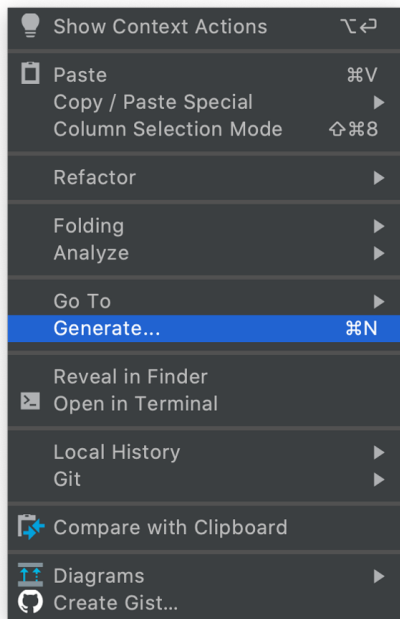 Show Context Actions ⌥⏎
Paste ⌘V
Copy / Paste Special
Column Selection Mode ⇧⌘8
Refactor
Folding
Analyze
Go To
Generate... ⌘N
Reveal in Finder
Open in Terminal
Local History
Git
Compare with Clipboard
Diagrams
Create Gist...